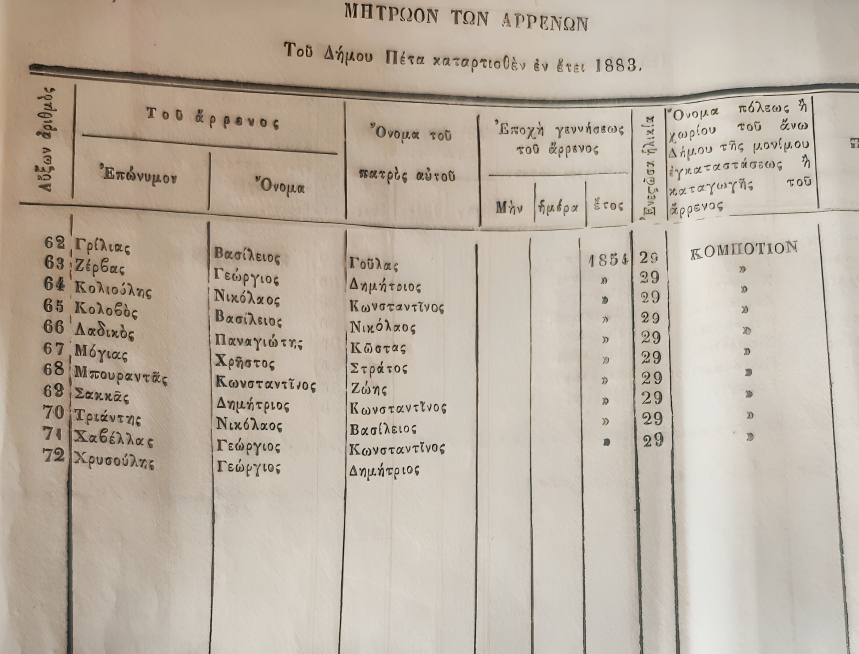 ΜΗΤΡΩΟΝ ΤΩΝ ΑΡΡΕΝΩΝ
Τοῦ Δήμου Πέτα καταρτισθὲν ἐν ἔτει 1883.
Αὔξων ἀριθμὸς
Τοῦ ἄρρενος
Ἐπώνυμον
Ὄνομα
Ὄνομα τοῦ
πατρὸς αὐτοῦ
Ἐποχὴ γεννήσεως
τοῦ ἄρρενος
Μὴν
ἡμέρα
ἔτος
Ἐνεστῶσα ἡλικία
Ὄνομα πόλεως ἢ
χωρίου τοῦ ἄνω
Δήμου τῆς μονίμου
ἐγκαταστάσεως ἢ
καταγωγῆς τοῦ
ἄρρενος
62 Γρίλιας Βασίλειος Γούλας 1854 29 ΚΟΜΠΟΤΙΟΝ
63 Ζέρβας Γεώργιος Δημήτριος » 29 »
64 Κολιούλης Νικόλαος Κωνσταντῖνος » 29 »
65 Κολοβὸς Βασίλειος Νικόλαος » 29 »
66 Λαδικὸς Παναγιώτης Κῶστας » 29 »
67 Μόγιας Χρῆστος Στράτος » 29 »
68 Μπουραντᾶς Κωνσταντῖνος Ζώης » 29 »
69 Σακκᾶς Δημήτριος Κωνσταντῖνος » 29 »
70 Τριάντης Νικόλαος Βασίλειος » 29 »
71 Χαβέλλας Γεώργιος Κωνσταντῖνος » 29 »
72 Χρυσούλης Γεώργιος Δημήτριος